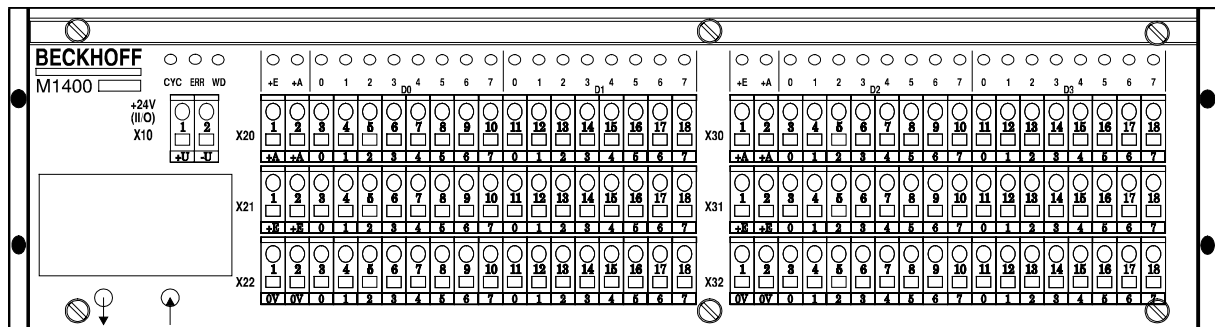 BECKHOFF
M1400
CYC ERR WD
+24V
(II/O)
X10
1 2
+U -U
+E +A 0 1 2 3 4 5 6 7 0 1 2 3 4 5 6 7
D0 D1
+E +A 0 1 2 3 4 5 6 7 0 1 2 3 4 5 6 7
D2 D3
X20
1 2 3 4 5 6 7 8 9 10 11 12 13 14 15 16 17 18
+A +A 0 1 2 3 4 5 6 7 0 1 2 3 4 5 6 7
X30
1 2 3 4 5 6 7 8 9 10 11 12 13 14 15 16 17 18
+A +A 0 1 2 3 4 5 6 7 0 1 2 3 4 5 6 7
X21
1 2 3 4 5 6 7 8 9 10 11 12 13 14 15 16 17 18
+E +E 0 1 2 3 4 5 6 7 0 1 2 3 4 5 6 7
X31
1 2 3 4 5 6 7 8 9 10 11 12 13 14 15 16 17 18
+E +E 0 1 2 3 4 5 6 7 0 1 2 3 4 5 6 7
X22
1 2 3 4 5 6 7 8 9 10 11 12 13 14 15 16 17 18
0V 0V 0 1 2 3 4 5 6 7 0 1 2 3 4 5 6 7
X32
1 2 3 4 5 6 7 8 9 10 11 12 13 14 15 16 17 18
0V 0V 0 1 2 3 4 5 6 7 0 1 2 3 4 5 6 7